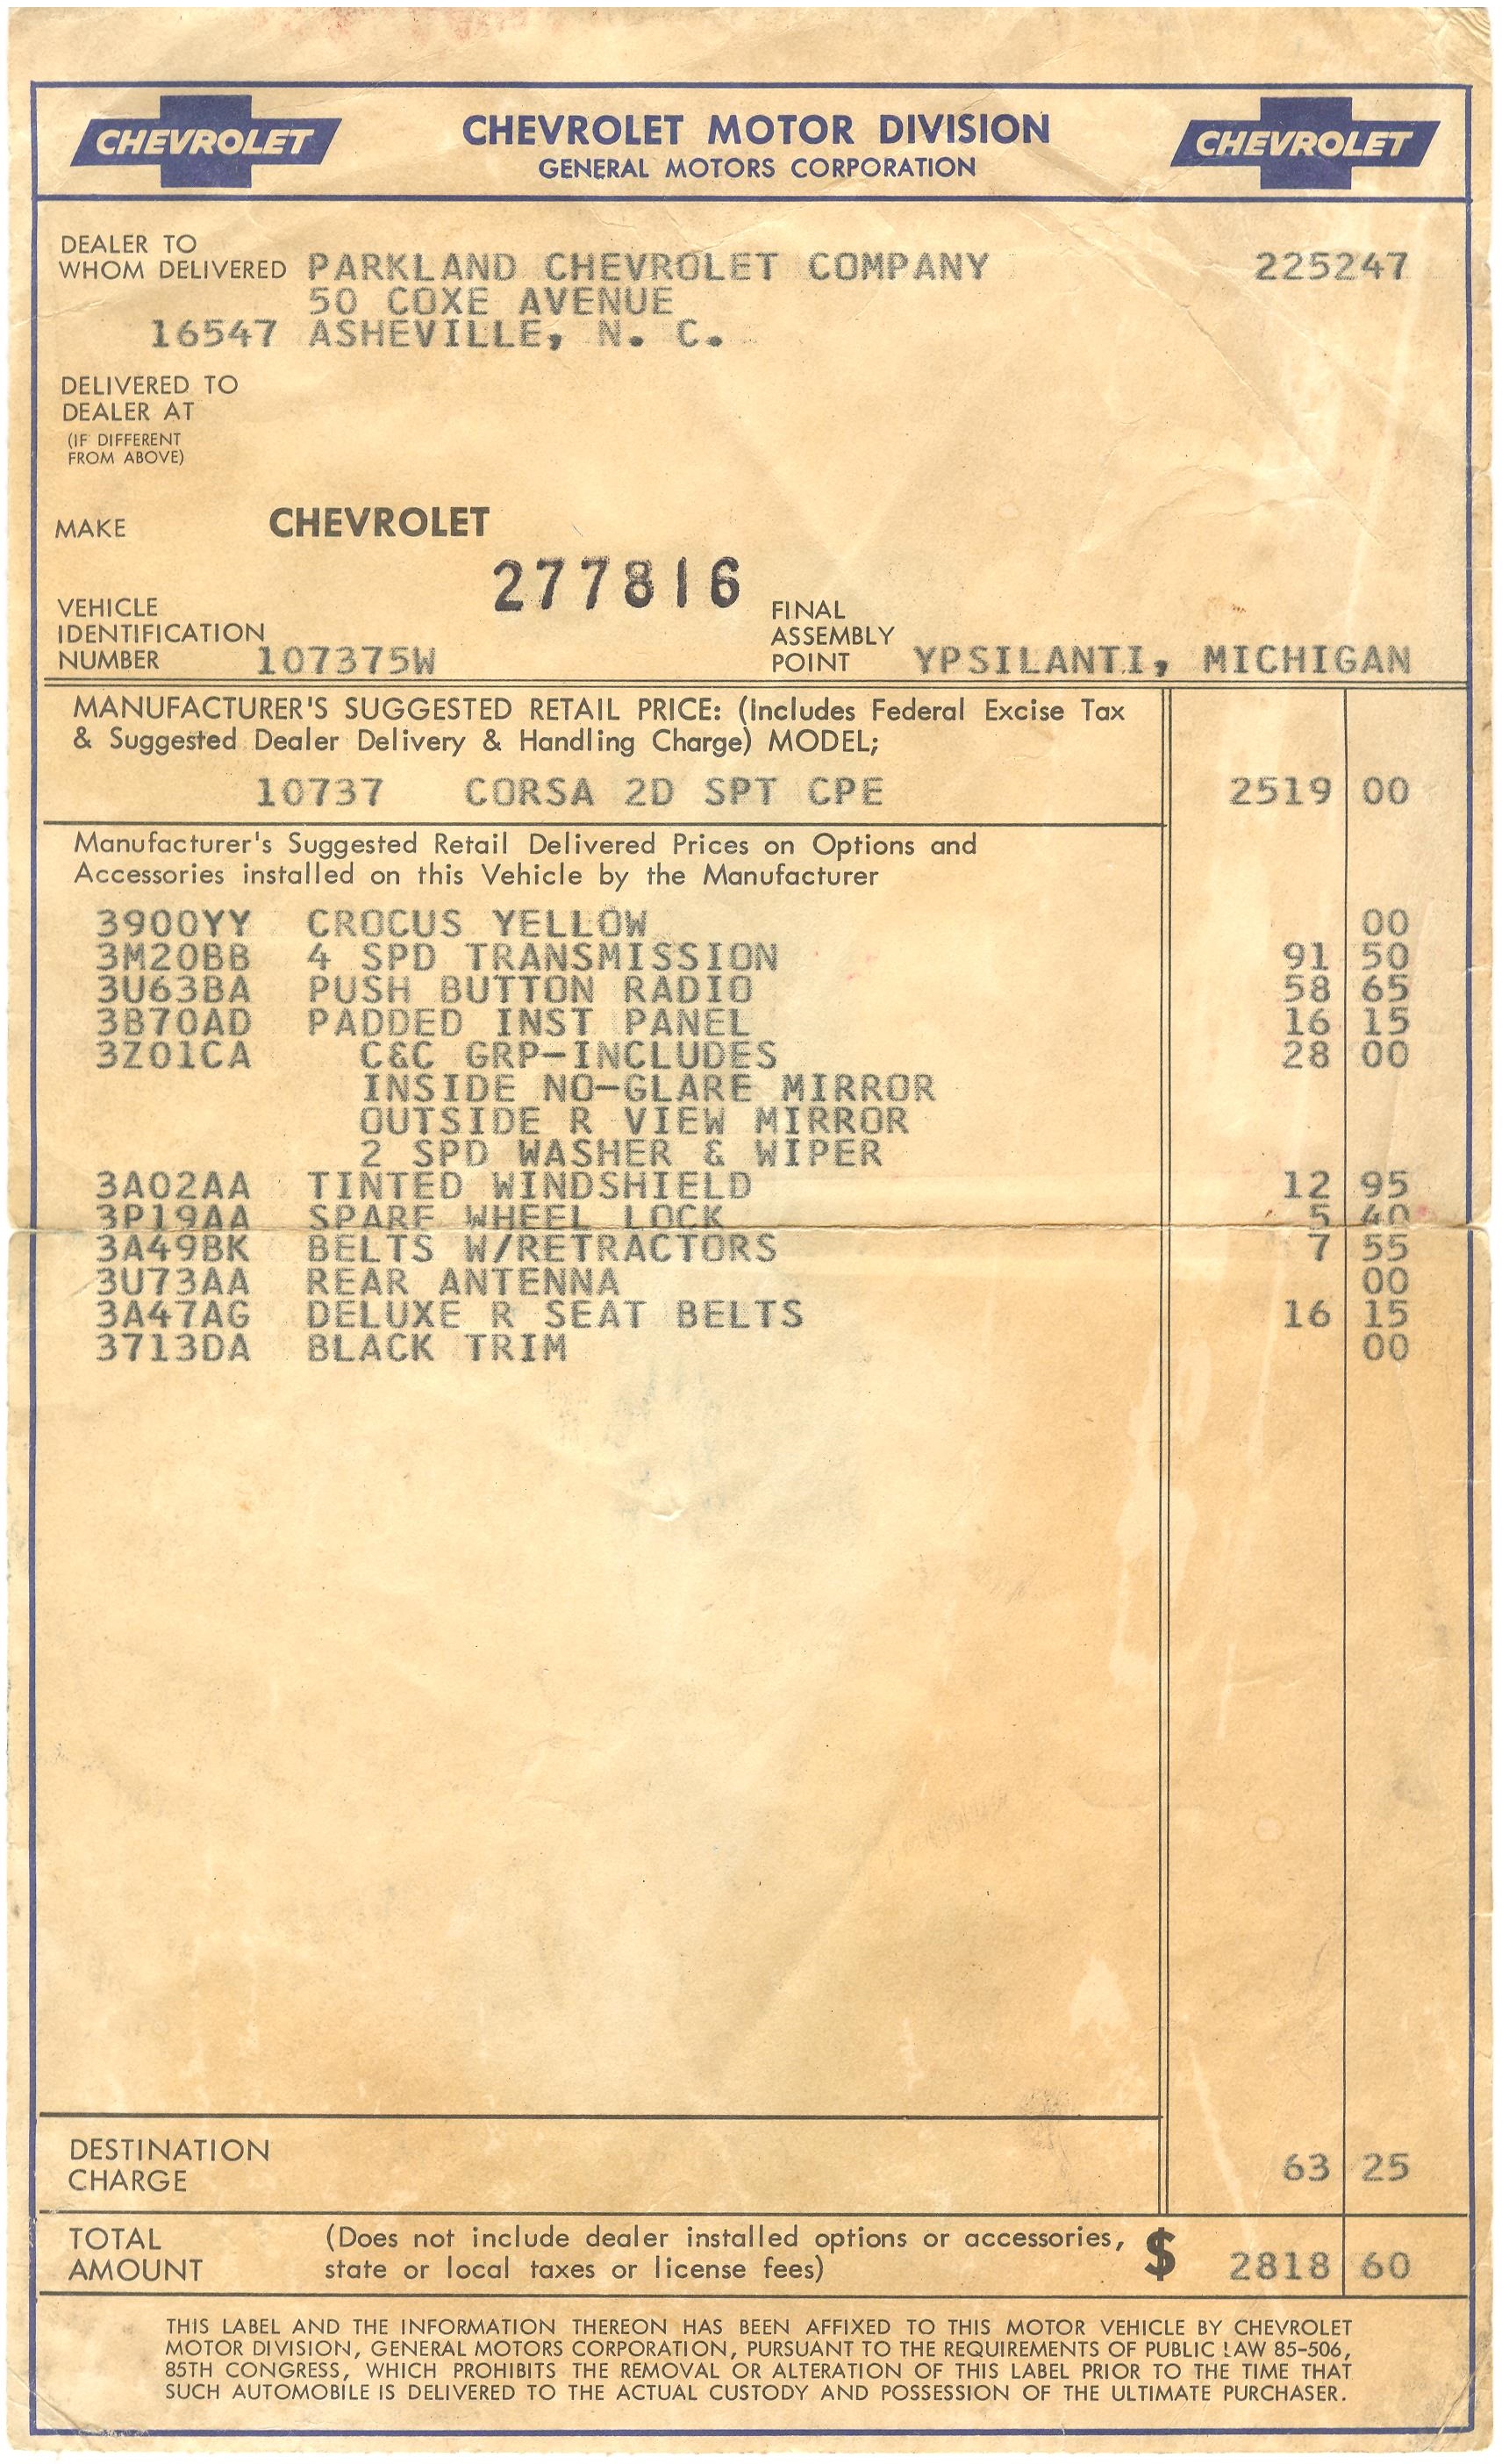 CHEVROLET
CHEVROLET MOTOR DIVISION
GENERAL MOTORS CORPORATION
CHEVROLET
DEALER TO
WHOM DELIVERED PARKLAND CHEVROLET COMPANY 225247
50 COXE AVENUE
16547 ASHEVILLE, N. C.
DELIVERED TO
DEALER AT
(IF DIFFERENT
FROM ABOVE)
MAKE CHEVROLET
277816
VEHICLE
IDENTIFICATION
NUMBER 107375W
FINAL
ASSEMBLY
POINT YPSILANTI, MICHIGAN
MANUFACTURER'S SUGGESTED RETAIL PRICE: (Includes Federal Excise Tax
& Suggested Dealer Delivery & Handling Charge) MODEL;
10737 CORSA 2D SPT CPE 2519 00
Manufacturer's Suggested Retail Delivered Prices on Options and
Accessories installed on this Vehicle by the Manufacturer
3900YY CROCUS YELLOW 00
3M20BB 4 SPD TRANSMISSION 91 50
3U63BA PUSH BUTTON RADIO 58 65
3B70AD PADDED INST PANEL 16 15
3Z01CA C&C GRP-INCLUDES 28 00
INSIDE NO-GLARE MIRROR
OUTSIDE R VIEW MIRROR
2 SPD WASHER & WIPER
3A02AA TINTED WINDSHIELD 12 95
3P19AA SPARE WHEEL LOCK 5 40
3A49BK BELTS W/RETRACTORS 7 55
3U73AA REAR ANTENNA 00
3A47AG DELUXE R SEAT BELTS 16 15
3713DA BLACK TRIM 00
DESTINATION
CHARGE 63 25
TOTAL
AMOUNT
(Does not include dealer installed options or accessories,
state or local taxes or license fees)
$ 2818 60
THIS LABEL AND THE INFORMATION THEREON HAS BEEN AFFIXED TO THIS MOTOR VEHICLE BY CHEVROLET
MOTOR DIVISION, GENERAL MOTORS CORPORATION, PURSUANT TO THE REQUIREMENTS OF PUBLIC LAW 85-506,
85TH CONGRESS, WHICH PROHIBITS THE REMOVAL OR ALTERATION OF THIS LABEL PRIOR TO THE TIME THAT
SUCH AUTOMOBILE IS DELIVERED TO THE ACTUAL CUSTODY AND POSSESSION OF THE ULTIMATE PURCHASER.